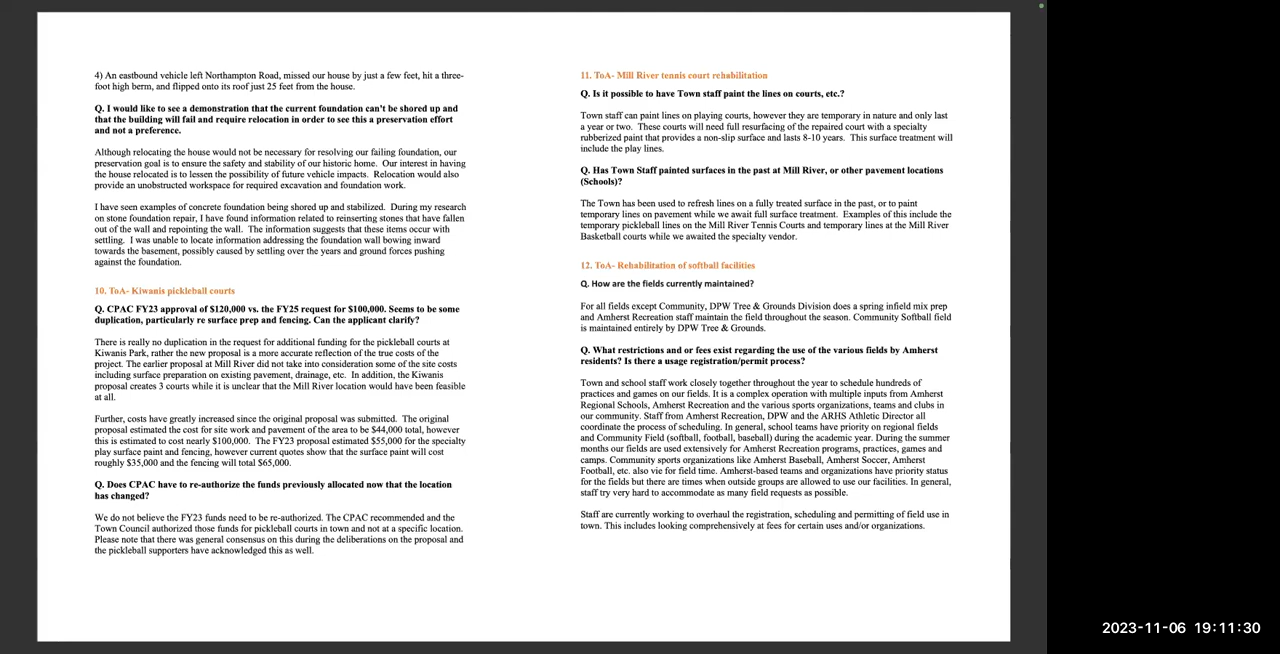 4) An eastbound vehicle left Northampton Road, missed our house by just a few feet, hit a three-
foot high berm, and flipped onto its roof just 25 feet from the house.
Q. I would like to see a demonstration that the current foundation can't be shored up and
that the building will fail and require relocation in order to see this a preservation effort
and not a preference.
Although relocating the house would not be necessary for resolving our failing foundation, our
preservation goal is to ensure the safety and stability of our historic home. Our interest in having
the house relocated is to lessen the possibility of future vehicle impacts. Relocation would also
provide an unobstructed workspace for required excavation and foundation work.
I have seen examples of concrete foundation being shored up and stabilized. During my research
on stone foundation repair, I have found information related to reinserting stones that have fallen
out of the wall and repointing the wall. The information suggests that these items occur with
settling. I was unable to locate information addressing the foundation wall bowing inward
towards the basement, possibly caused by settling over the years and ground forces pushing
against the foundation.
10. ToA- Kiwanis pickleball courts
Q. CPAC FY23 approval of $120,000 vs. the FY25 request for $100,000. Seems to be some
duplication, particularly re surface prep and fencing. Can the applicant clarify?
There is really no duplication in the request for additional funding for the pickleball courts at
Kiwanis Park, rather the new proposal is a more accurate reflection of the true costs of the
project. The earlier proposal at Mill River did not take into consideration some of the site costs
including surface preparation on existing pavement, drainage, etc. In addition, the Kiwanis
proposal creates 3 courts while it is unclear that the Mill River location would have been feasible
at all.
Further, costs have greatly increased since the original proposal was submitted. The original
proposal estimated the cost for site work and pavement of the area to be $44,000 total, however
this is estimated to cost nearly $100,000. The FY23 proposal estimated $55,000 for the specialty
play surface paint and fencing, however current quotes show that the surface paint will cost
roughly $35,000 and the fencing will total $65,000.
Q. Does CPAC have to re-authorize the funds previously allocated now that the location
has changed?
We do not believe the FY23 funds need to be re-authorized. The CPAC recommended and the
Town Council authorized those funds for pickleball courts in town and not at a specific location.
Please note that there was general consensus on this during the deliberations on the proposal and
the pickleball supporters have acknowledged this as well.
11. ToA- Mill River tennis court rehabilitation
Q. Is it possible to have Town staff paint the lines on courts, etc.?
Town staff can paint lines on playing courts, however they are temporary in nature and only last
a year or two. These courts will need full resurfacing of the repaired court with a specialty
rubberized paint that provides a non-slip surface and lasts 8-10 years. This surface treatment will
include the play lines.
Q. Has Town Staff painted surfaces in the past at Mill River, or other pavement locations
(Schools)?
The Town has been used to refresh lines on a fully treated surface in the past, or to paint
temporary lines on pavement while we await full surface treatment. Examples of this include the
temporary pickleball lines on the Mill River Tennis Courts and temporary lines at the Mill River
Basketball courts while we awaited the specialty vendor.
12. ToA- Rehabilitation of softball facilities
Q. How are the fields currently maintained?
For all fields except Community, DPW Tree & Grounds Division does a spring infield mix prep
and Amherst Recreation staff maintain the field throughout the season. Community Softball field
is maintained entirely by DPW Tree & Grounds.
Q. What restrictions and or fees exist regarding the use of the various fields by Amherst
residents? Is there a usage registration/permit process?
Town and school staff work closely together throughout the year to schedule hundreds of
practices and games on our fields. It is a complex operation with multiple inputs from Amherst
Regional Schools, Amherst Recreation and the various sports organizations, teams and clubs in
our community. Staff from Amherst Recreation, DPW and the ARHS Athletic Director all
coordinate the process of scheduling. In general, school teams have priority on regional fields
and Community Field (softball, football, baseball) during the academic year. During the summer
months our fields are used extensively for Amherst Recreation programs, practices, games and
camps. Community sports organizations like Amherst Baseball, Amherst Soccer, Amherst
Football, etc. also vie for field time. Amherst-based teams and organizations have priority status
for the fields but there are times when outside groups are allowed to use our facilities. In general,
staff try very hard to accommodate as many field requests as possible.
Staff are currently working to overhaul the registration, scheduling and permitting of field use in
town. This includes looking comprehensively at fees for certain uses and/or organizations.
2023-11-06 19:11:30